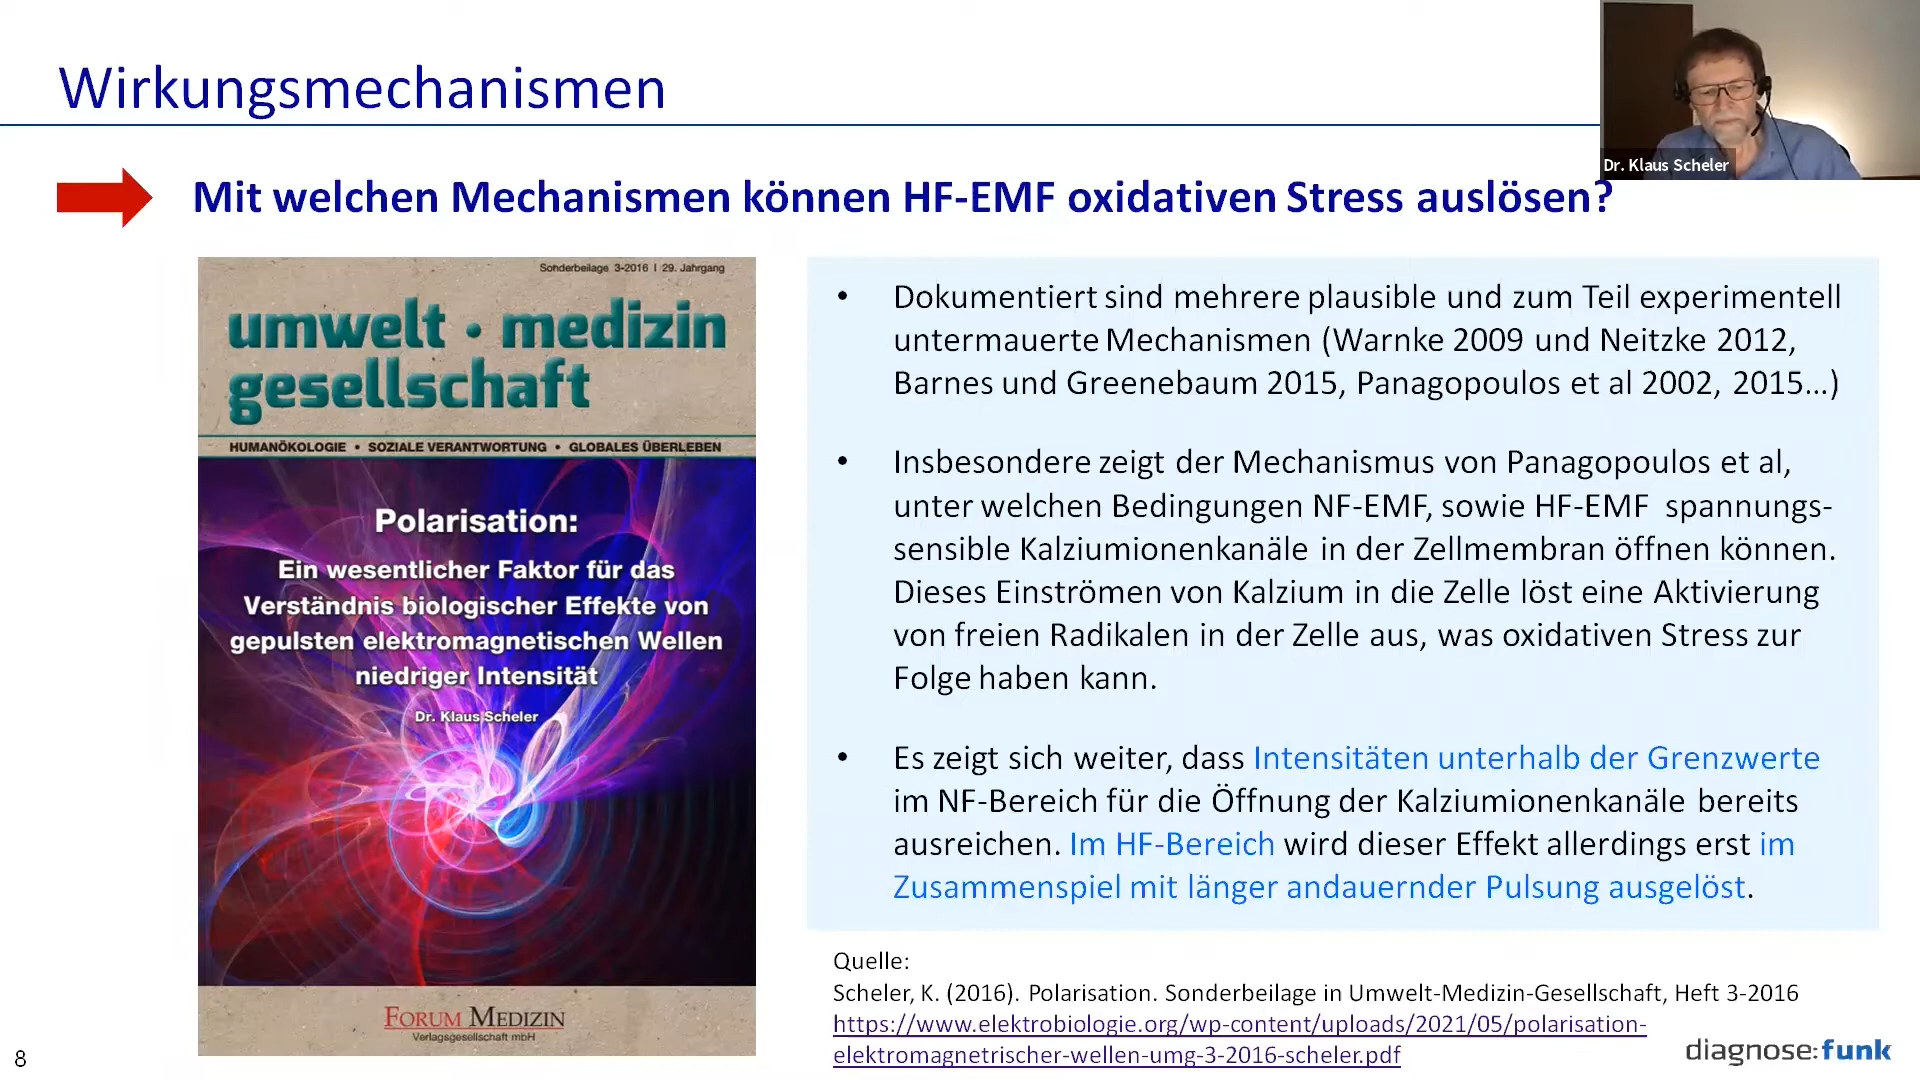 Wirkungsmechanismen
Dr. Klaus Scheler
Mit welchen Mechanismen können HF-EMF oxidativen Stress auslösen?
Sonderbeilage 3-2016 I 29. Jahrgang
umwelt • medizin
gesellschaft
HUMANÖKOLOGIE • SOZIALE VERANTWORTUNG • GLOBALES ÜBERLEBEN
Polarisation:
Ein wesentlicher Faktor für das
Verständnis biologischer Effekte von
gepulsten elektromagnetischen Wellen
niedriger Intensität
Dr. Klaus Scheler
FORUM MEDIZIN
Verlagsgesellschaft mbH
• Dokumentiert sind mehrere plausible und zum Teil experimentell
untermauerte Mechanismen (Warnke 2009 und Neitzke 2012,
Barnes und Greenebaum 2015, Panagopoulos et al 2002, 2015...)
• Insbesondere zeigt der Mechanismus von Panagopoulos et al,
unter welchen Bedingungen NF-EMF, sowie HF-EMF spannungs-
sensible Kalziumionenkanäle in der Zellmembran öffnen können.
Dieses Einströmen von Kalzium in die Zelle löst eine Aktivierung
von freien Radikalen in der Zelle aus, was oxidativen Stress zur
Folge haben kann.
• Es zeigt sich weiter, dass Intensitäten unterhalb der Grenzwerte
im NF-Bereich für die Öffnung der Kalziumionenkanäle bereits
ausreichen. Im HF-Bereich wird dieser Effekt allerdings erst im
Zusammenspiel mit länger andauernder Pulsung ausgelöst.
Quelle:
Scheler, K. (2016). Polarisation. Sonderbeilage in Umwelt-Medizin-Gesellschaft, Heft 3-2016
https://www.elektrobiologie.org/wp-content/uploads/2021/05/polarisation-
elektromagnetrischer-wellen-umg-3-2016-scheler.pdf
diagnose:funk
8